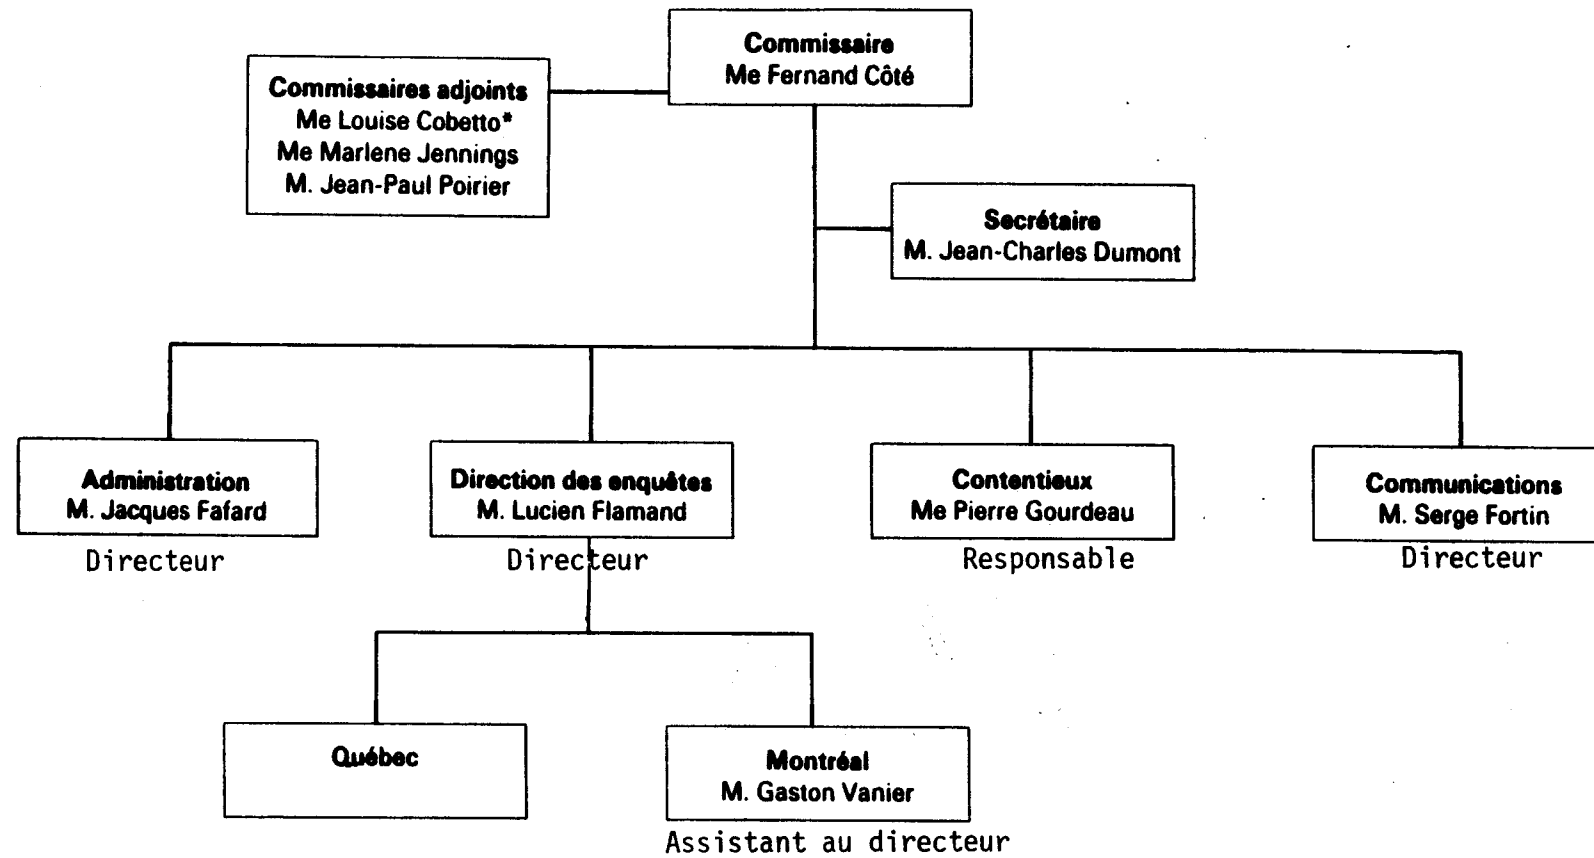 Commissaire
Me Fernand Côté
Commissaires adjoints
Me Louise Cobetto*
Me Marlene Jennings
M. Jean-Paul Poirier
Secrétaire
M. Jean-Charles Dumont
Administration
M. Jacques Fafard
Directeur
Direction des enquêtes
M. Lucien Flamand
Directeur
Contentieux
Me Pierre Gourdeau
Responsable
Communications
M. Serge Fortin
Directeur
Québec
Montréal
M. Gaston Vanier
Assistant au directeur